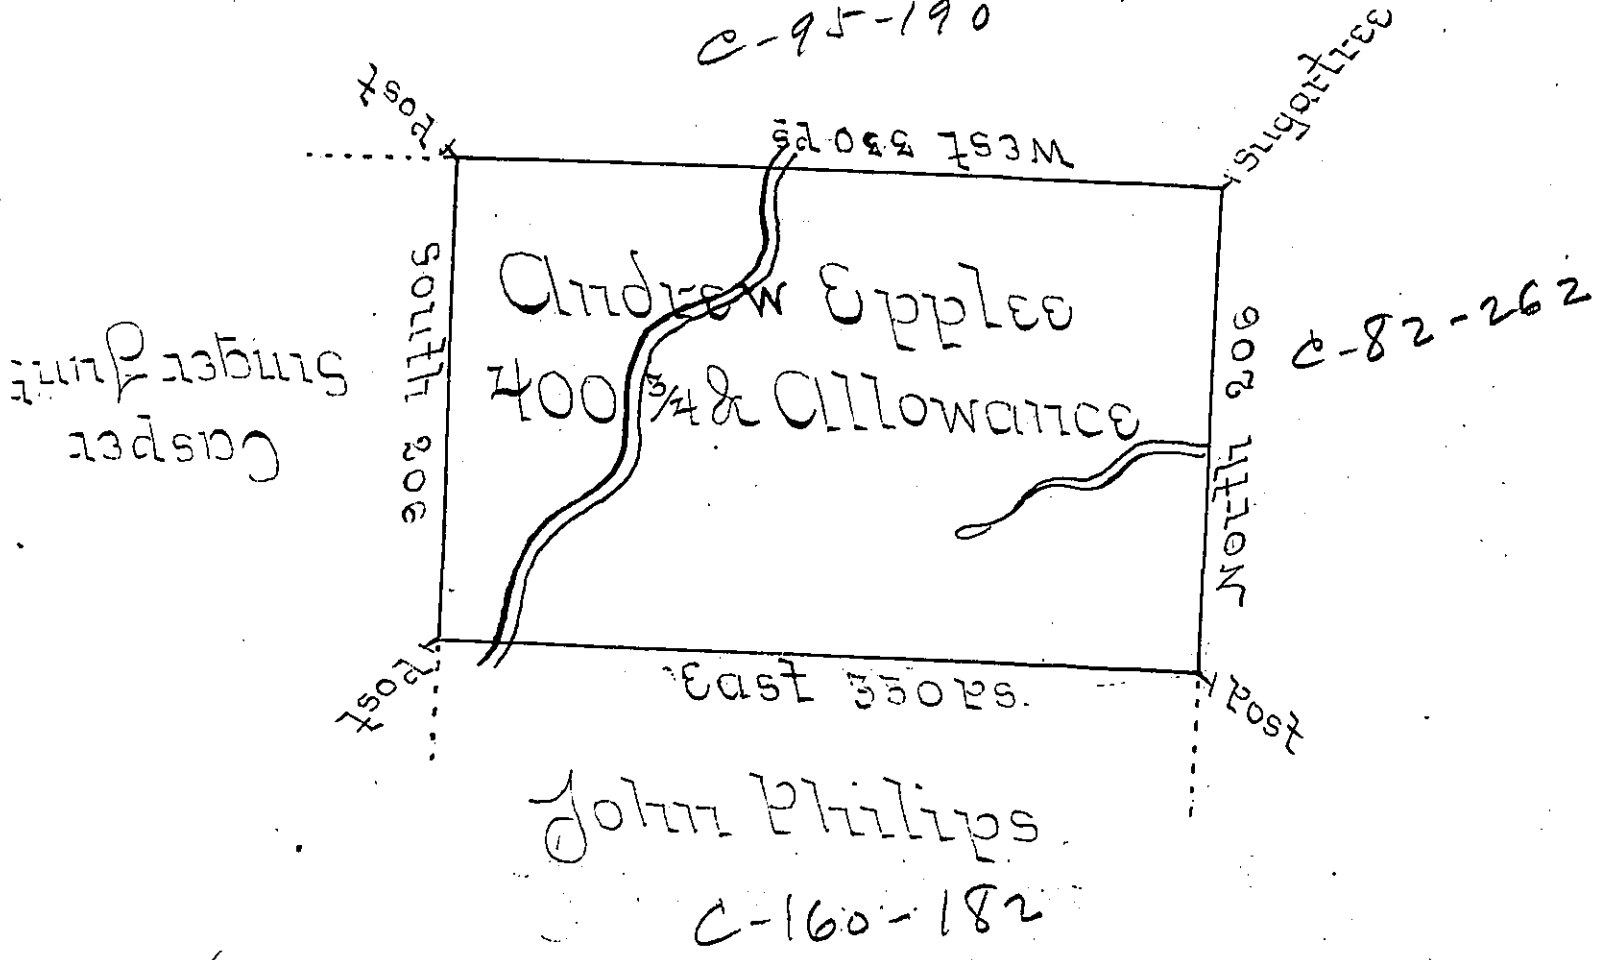 C-95-190
Post
West 330 ps
Sugartree
South 206
Andrew Epplee
400 3/4 & Allowance
North 206
C-82-262
Casper
Singer Junr
Post
East 330 ps.
Post
John Philips
C-160-182